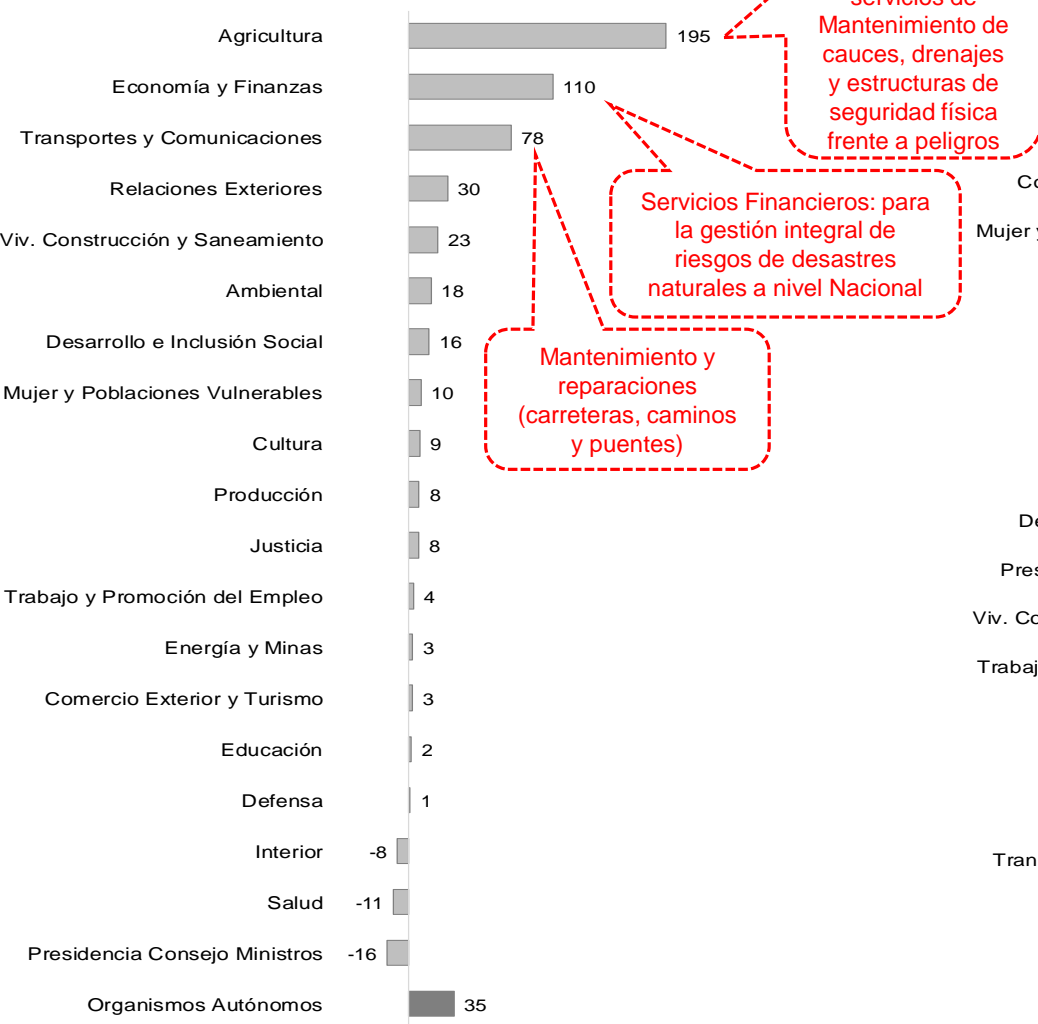 servicios de
Agricultura 195
Mantenimiento de
cauces, drenajes
y estructuras de
seguridad física
frente a peligros
Economía y Finanzas 110
Transportes y Comunicaciones 78
Relaciones Exteriores 30
Servicios Financieros: para
la gestión integral de
riesgos de desastres
naturales a nivel Nacional
Mujer y
Viv. Construcción y Saneamiento 23
Ambiental 18
Desarrollo e Inclusión Social 16
Mantenimiento y
reparaciones
(carreteras, caminos
y puentes)
Mujer y Poblaciones Vulnerables 10
Cultura 9
Producción 8
Justicia 8
Trabajo y Promoción del Empleo 4
Viv.
Energía y Minas 3
Comercio Exterior y Turismo 3
Educación 2
Defensa 1
Interior -8
Salud -11
Presidencia Consejo Ministros -16
Organismos Autónomos 35